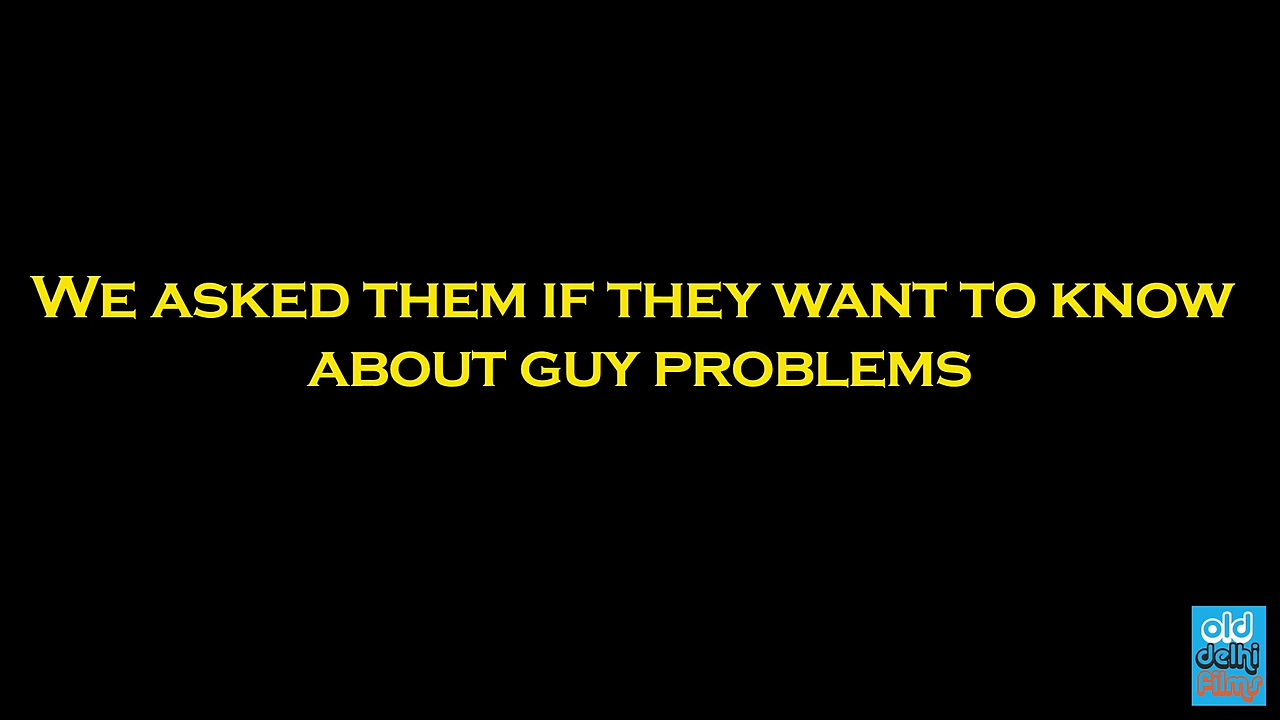 We asked them if they want to know
about guy problems
old
delhi
films